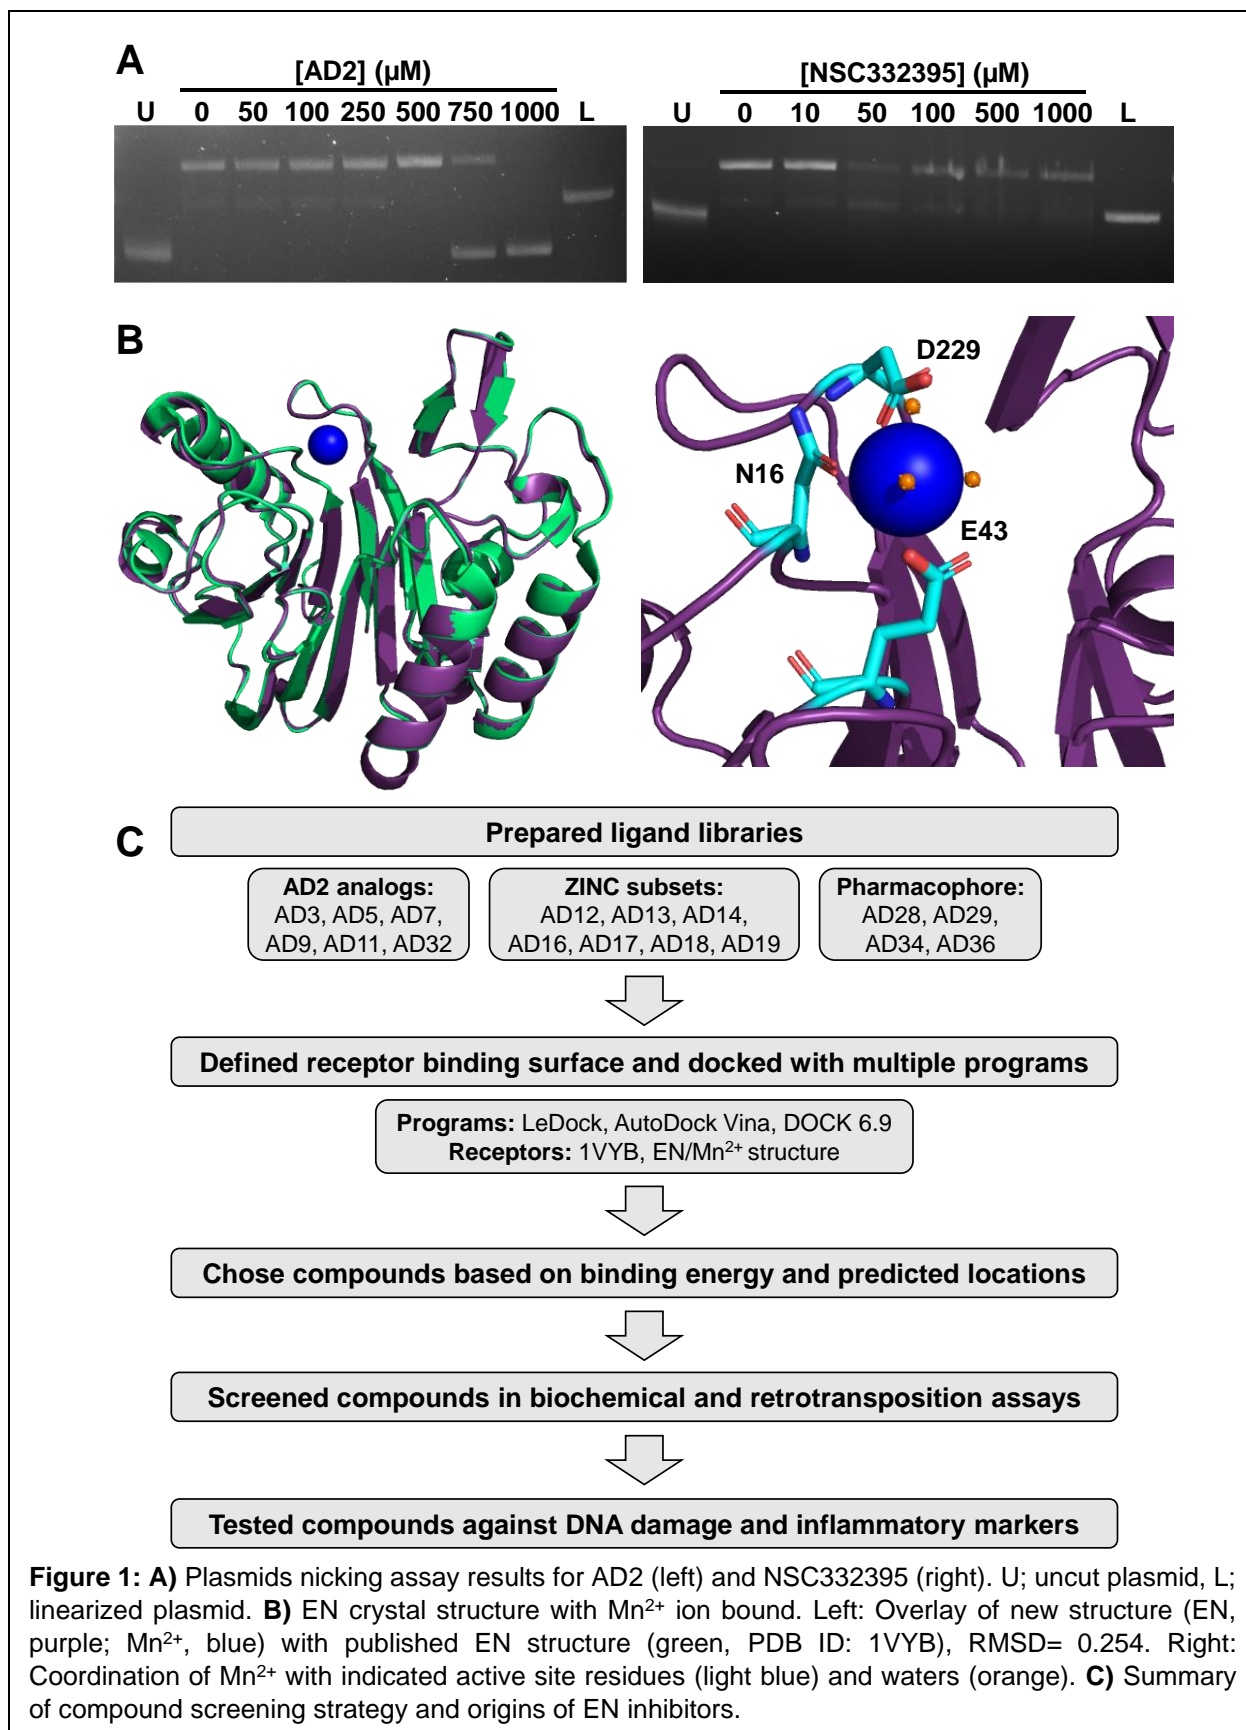 A
[AD2] (µM)
U 0 50 100 250 500 750 1000 L
[NSC332395] (µM)
U 0 10 50 100 500 1000 L
B
D229
N16
E43
C
Prepared ligand libraries
AD2 analogs:
AD3, AD5, AD7,
AD9, AD11, AD32
ZINC subsets:
AD12, AD13, AD14,
AD16, AD17, AD18, AD19
Pharmacophore:
AD28, AD29,
AD34, AD36
Defined receptor binding surface and docked with multiple programs
Programs: LeDock, AutoDock Vina, DOCK 6.9
Receptors: 1VYB, EN/Mn²⁺ structure
Chose compounds based on binding energy and predicted locations
Screened compounds in biochemical and retrotransposition assays
Tested compounds against DNA damage and inflammatory markers
Figure 1: A) Plasmids nicking assay results for AD2 (left) and NSC332395 (right). U; uncut plasmid, L;
linearized plasmid. B) EN crystal structure with Mn²⁺ ion bound. Left: Overlay of new structure (EN,
purple; Mn²⁺, blue) with published EN structure (green, PDB ID: 1VYB), RMSD= 0.254. Right:
Coordination of Mn²⁺ with indicated active site residues (light blue) and waters (orange). C) Summary
of compound screening strategy and origins of EN inhibitors.